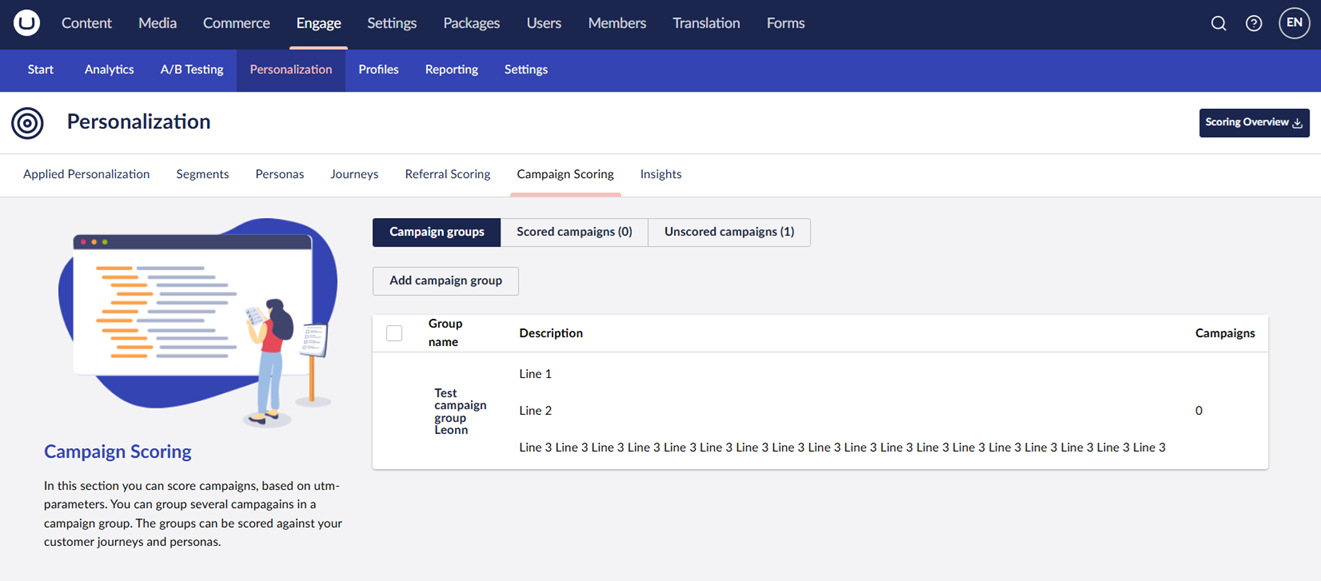 Content Media Commerce Engage Settings Packages Users Members Translation Forms EN
Start Analytics A/B Testing Personalization Profiles Reporting Settings
Personalization
Scoring Overview
Applied Personalization Segments Personas Journeys Referral Scoring Campaign Scoring Insights
Campaign groups Scored campaigns (0) Unscored campaigns (1)
Add campaign group
Group
name
Description
Campaigns
Test
campaign
group
Leonn
Line 1
Line 2
Line 3 Line 3 Line 3 Line 3 Line 3 Line 3 Line 3 Line 3 Line 3 Line 3 Line 3 Line 3 Line 3 Line 3 Line 3 Line 3 Line 3 Line 3
0
Campaign Scoring
In this section you can score campaigns, based on utm-
parameters. You can group several campagains in a
campaign group. The groups can be scored against your
customer journeys and personas.